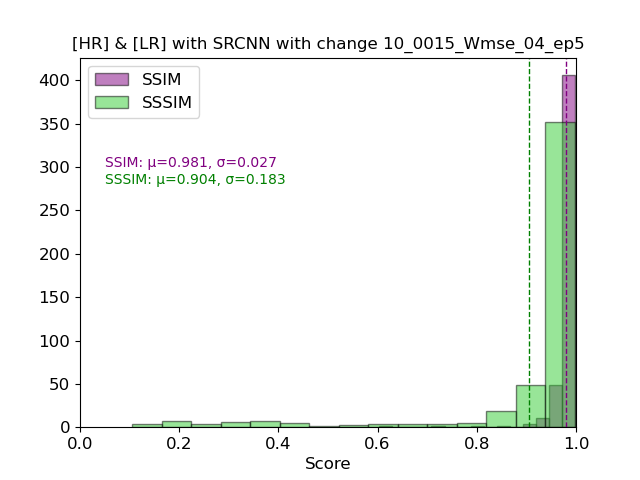 [HR] & [LR] with SRCNN with change 10_0015_Wmse_04_ep5
SSIM
SSSIM
SSIM: μ=0.981, σ=0.027
SSSIM: μ=0.904, σ=0.183
400
350
300
250
200
150
100
50
0
0.0 0.2 0.4 0.6 0.8 1.0
Score